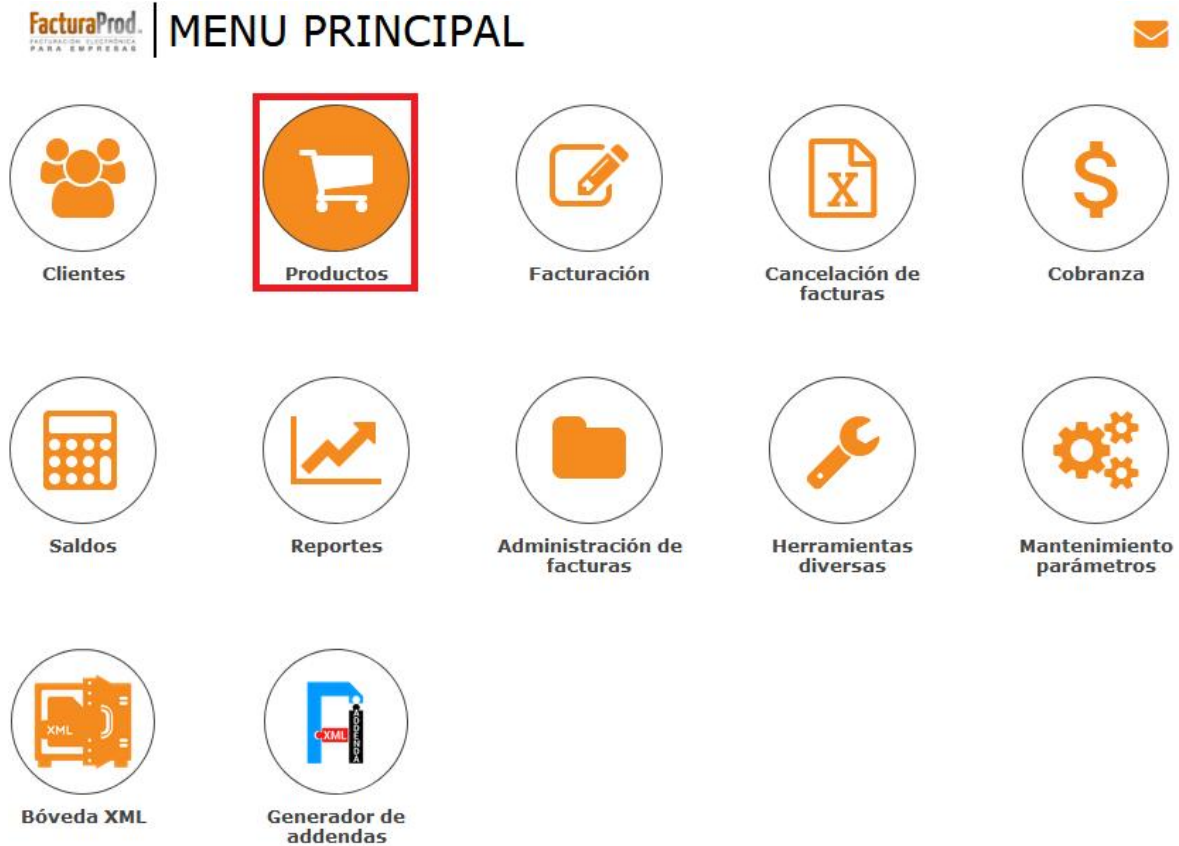 FacturaProd.
FACTURACIÓN ELECTRÓNICA
PARA EMPRESAS
MENU PRINCIPAL
Clientes
Productos
Facturación
Cancelación de
facturas
Cobranza
Saldos
Reportes
Administración de
facturas
Herramientas
diversas
Mantenimiento
parámetros
XML
XML
ADDENDA
Bóveda XML
Generador de
addendas